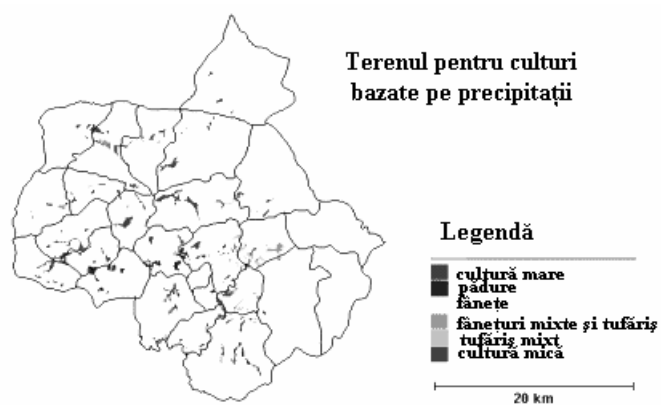 Terenul pentru culturi
bazate pe precipitații
Legendă
cultură mare
pădure
fânețe
fânețuri mixte și tufăriș
tufăriș mixt
cultură mică
20 km